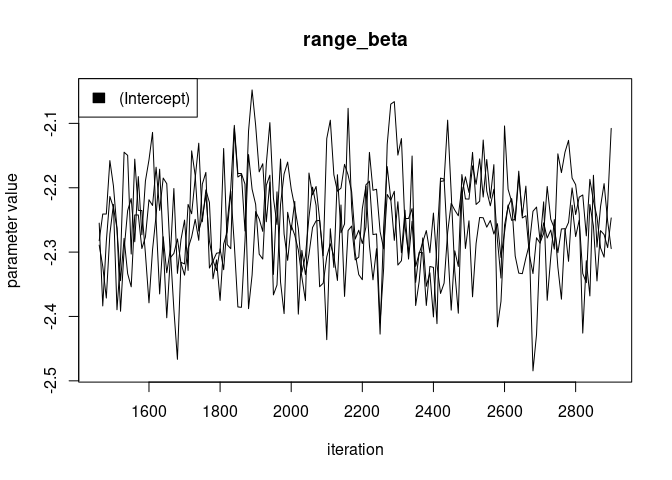 range_beta
(Intercept)
parameter value
-2.1
-2.2
-2.3
-2.4
-2.5
1600 1800 2000 2200 2400 2600 2800
iteration